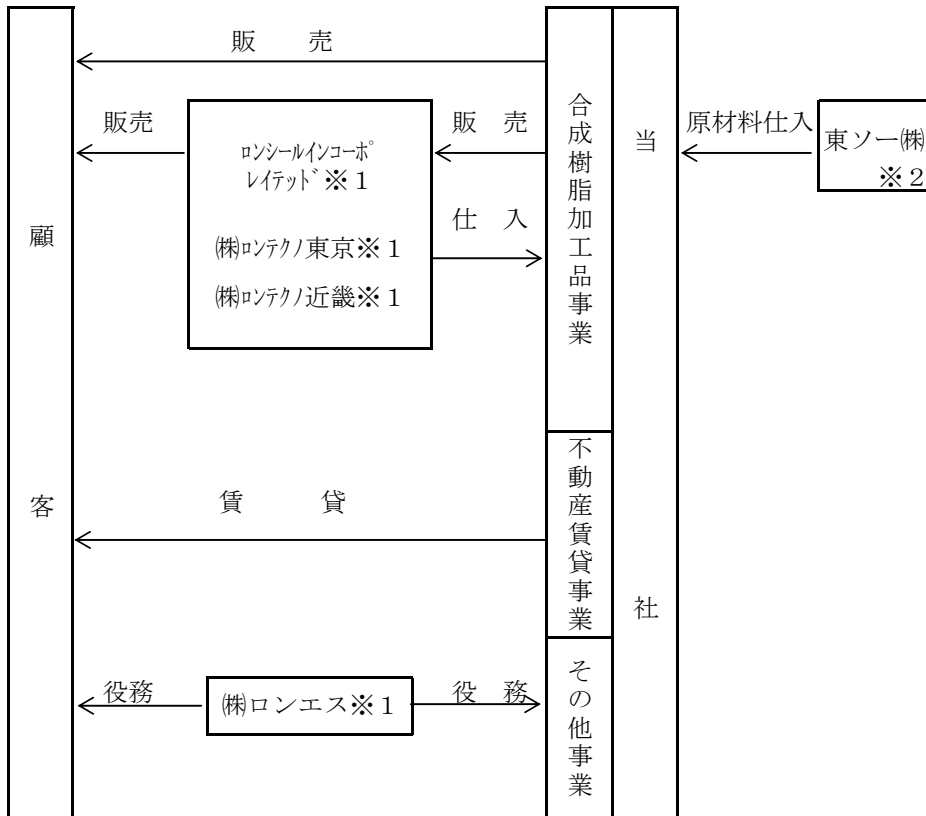 販　売
販売
ﾛﾝｼｰﾙｲﾝｺｰﾎﾟ
ﾚｲﾃｯﾄﾞ※１
㈱ﾛﾝﾃｸﾉ東京※１
㈱ﾛﾝﾃｸﾉ近畿※１
販　売
仕　入
合成樹脂加工品事業
当社
原材料仕入
東ソー㈱
※２
顧客
賃　貸
不動産賃貸事業
役務
㈱ロンエス※１
役　務
その他事業